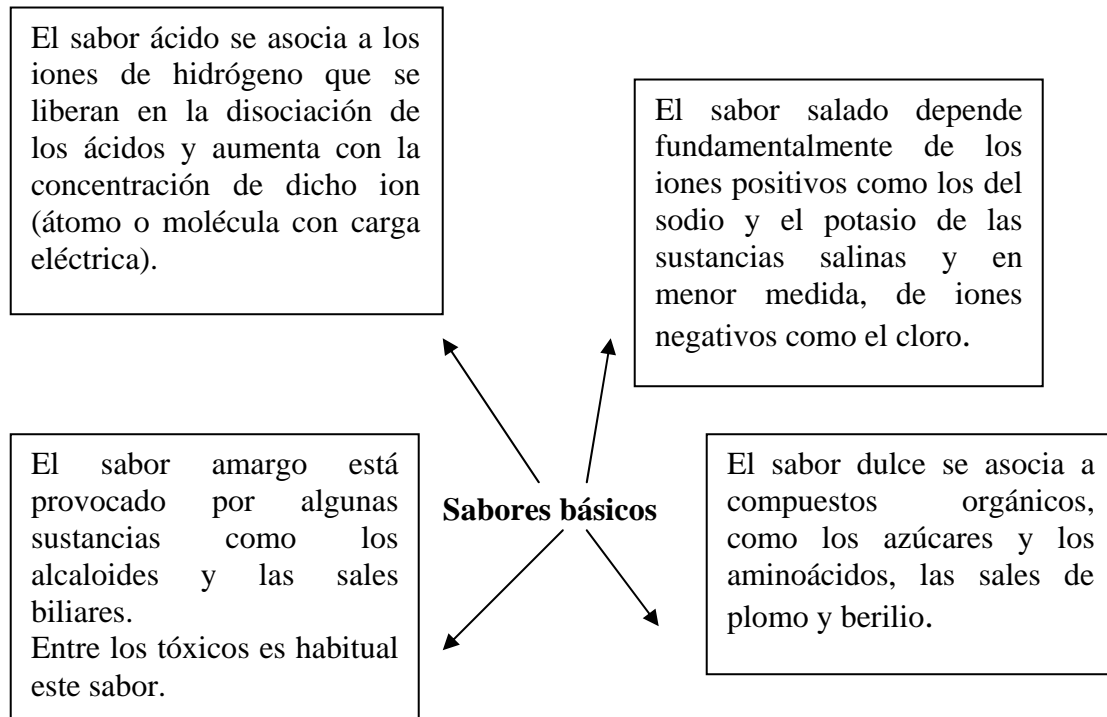 El sabor ácido se asocia a los
iones de hidrógeno que se
liberan en la disociación de
los ácidos y aumenta con la
concentración de dicho ion
(átomo o molécula con carga
eléctrica).
El sabor salado depende
fundamentalmente de los
iones positivos como los del
sodio y el potasio de las
sustancias salinas y en
menor medida, de iones
negativos como el cloro.
El sabor amargo está
provocado por algunas
sustancias como los
alcaloides y las sales
biliares.
Entre los tóxicos es habitual
este sabor.
Sabores básicos
El sabor dulce se asocia a
compuestos orgánicos,
como los azúcares y los
aminoácidos, las sales de
plomo y berilio.